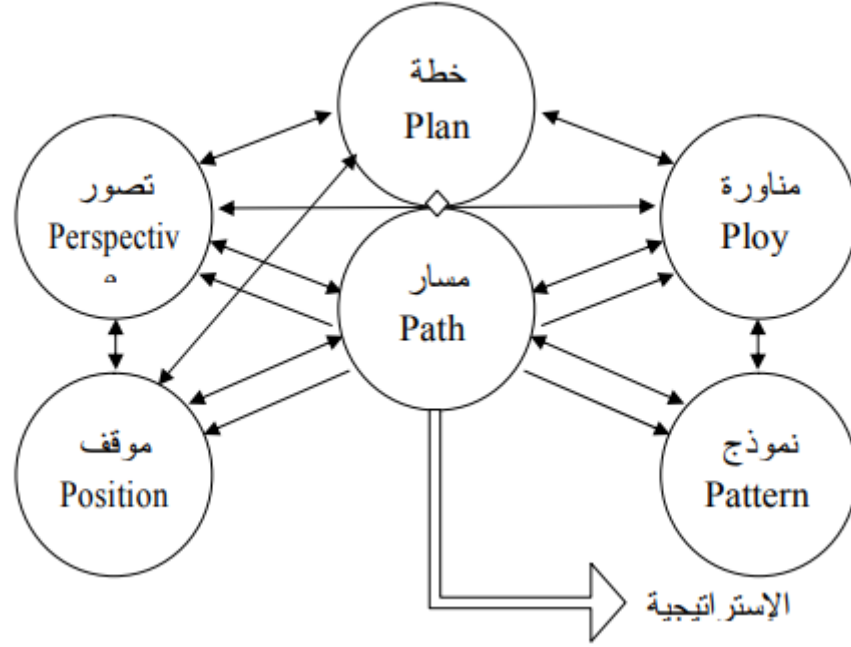 خطة
Plan
تصور
Perspectiv
e
مناورة
Ploy
مسار
Path
موقف
Position
نموذج
Pattern
الإستراتيجية